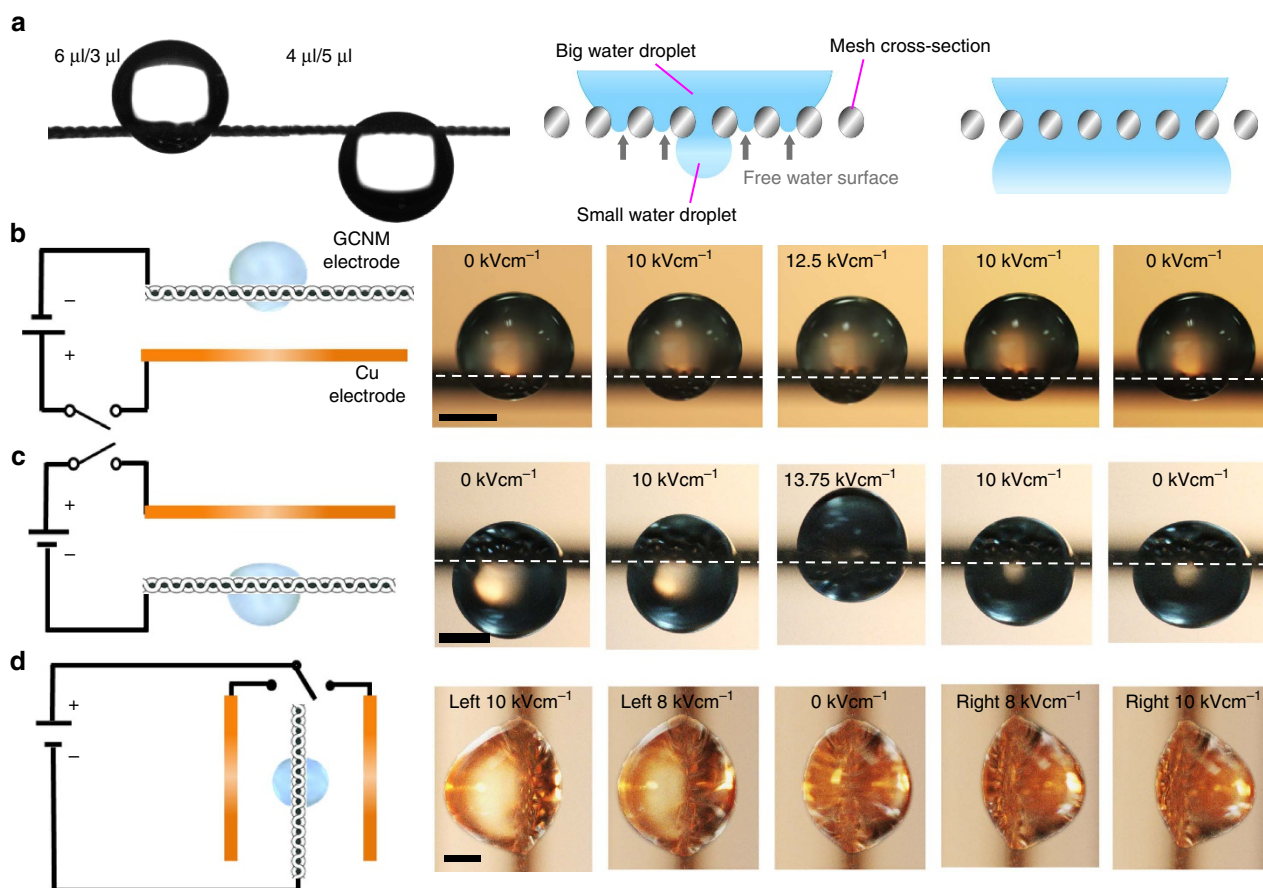 a
6 μl/3 μl
4 μl/5 μl
Big water droplet
Mesh cross-section
Free water surface
Small water droplet
b
GCNM
electrode
–
+
Cu
electrode
0 kVcm⁻¹
10 kVcm⁻¹
12.5 kVcm⁻¹
10 kVcm⁻¹
0 kVcm⁻¹
c
+
–
0 kVcm⁻¹
10 kVcm⁻¹
13.75 kVcm⁻¹
10 kVcm⁻¹
0 kVcm⁻¹
d
+
–
Left 10 kVcm⁻¹
Left 8 kVcm⁻¹
0 kVcm⁻¹
Right 8 kVcm⁻¹
Right 10 kVcm⁻¹